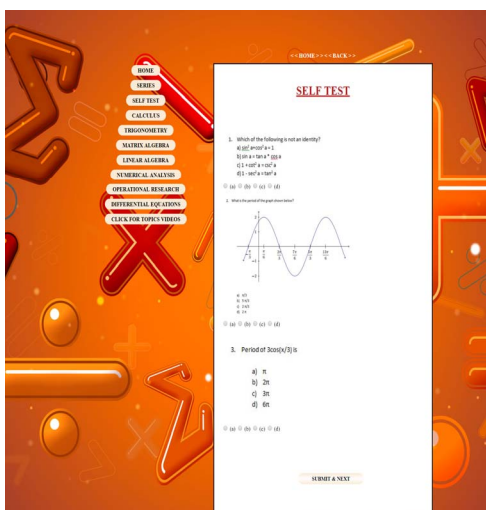 << HOME >> << BACK >>
HOME
SERIES
SELF TEST
CALCULUS
TRIGONOMETRY
MATRIX ALGEBRA
LINEAR ALGEBRA
NUMERICAL ANALYSIS
OPERATIONAL RESEARCH
DIFFERENTIAL EQUATIONS
CLICK FOR TOPICS VIDEOS
SELF TEST
1. Which of the following is not an identity?
a) sin² a+cos² a = 1
b) sin a = tan a * cos a
c) 1 + cot² a = csc² a
d) 1 - sec² a = tan² a
(a) (b) (c) (d)
2. What is the period of the graph shown below?
(a) (b) (c) (d)
3. Period of 3cos(x/3) is
a) π
b) 2π
c) 3π
d) 6π
(a) (b) (c) (d)
SUBMIT & NEXT